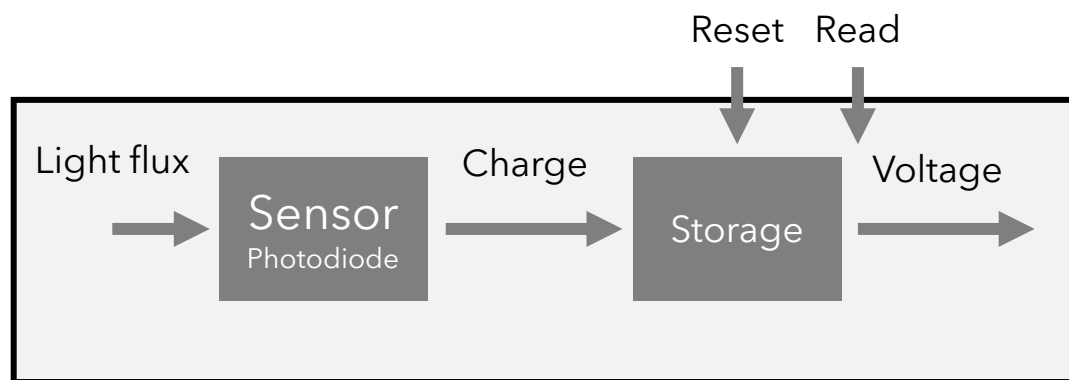 Reset Read
Light flux
Charge
Voltage
Sensor
Photodiode
Storage